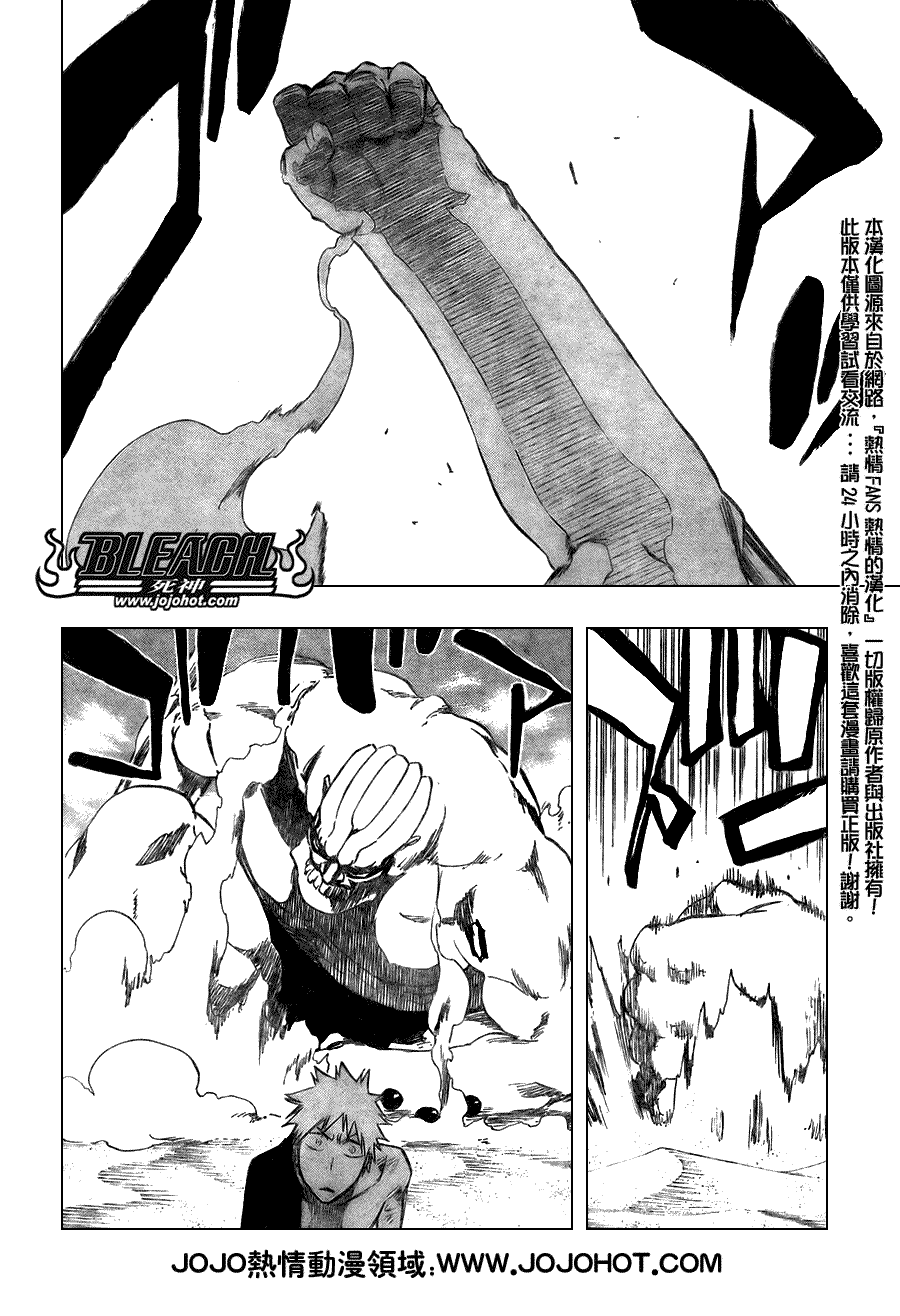 本漢化圖源來自於網路，『熱情FANS 熱情的漢化』一切版權歸原作者與出版社擁有！
此版本僅供學習試看交流… 請 24 小時之內消除，喜歡這套漫畫請購買正版！謝謝。
BLEACH
死神
www.jojohot.com
JOJO熱情動漫領域:WWW.JOJOHOT.COM